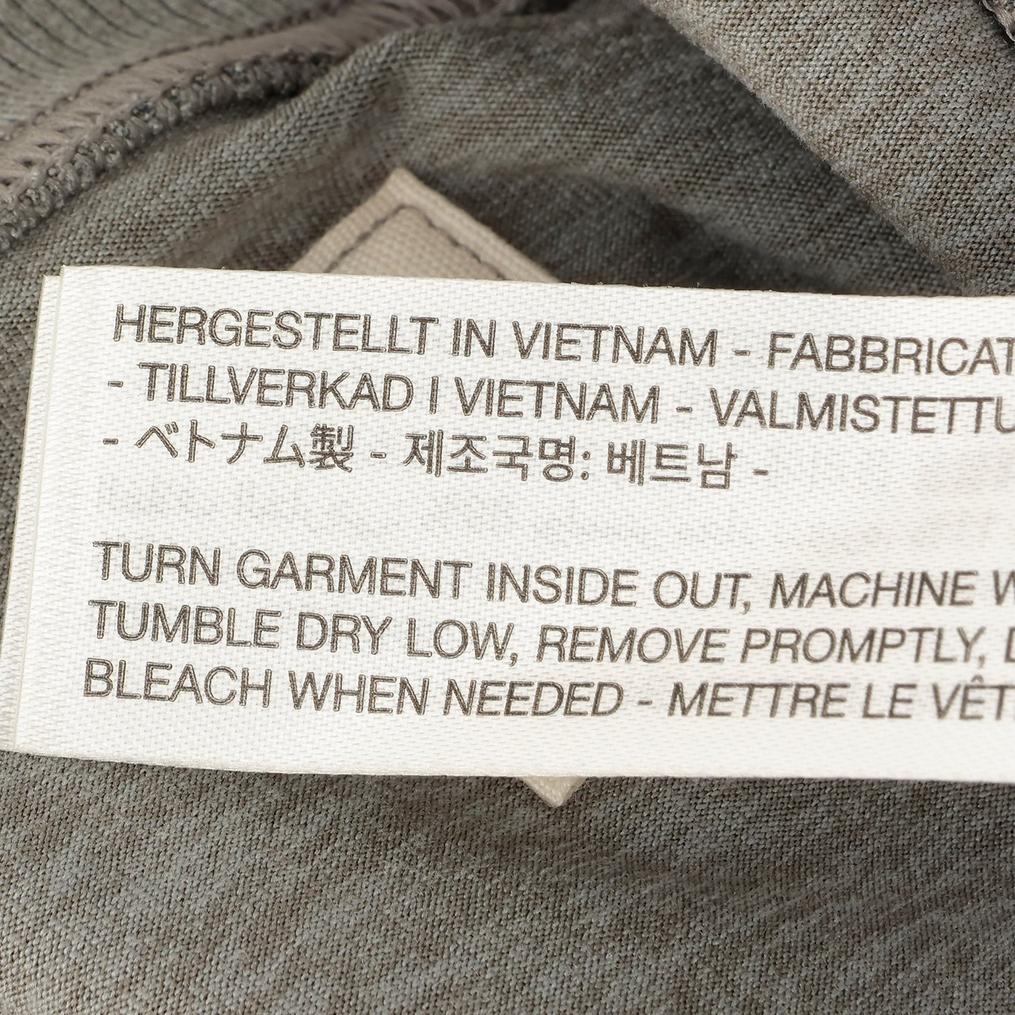 HERGESTELLT IN VIETNAM - FABBRICAT
- TILLVERKAD I VIETNAM - VALMISTETTU
- ベトナム製 - 제조국명: 베트남 -
TURN GARMENT INSIDE OUT, MACHINE W
TUMBLE DRY LOW, REMOVE PROMPTLY, D
BLEACH WHEN NEEDED - METTRE LE VÊT